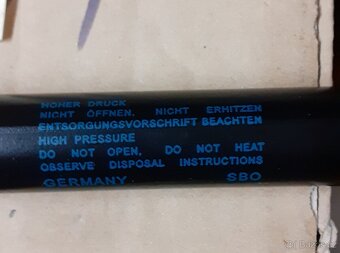 HOHER DRUCK
NICHT ÖFFNEN, NICHT ERHITZEN
ENTSORGUNGSVORSCHRIFT BEACHTEN
HIGH PRESSURE
DO NOT OPEN, DO NOT HEAT
OBSERVE DISPOSAL INSTRUCTIONS
GERMANY SBO